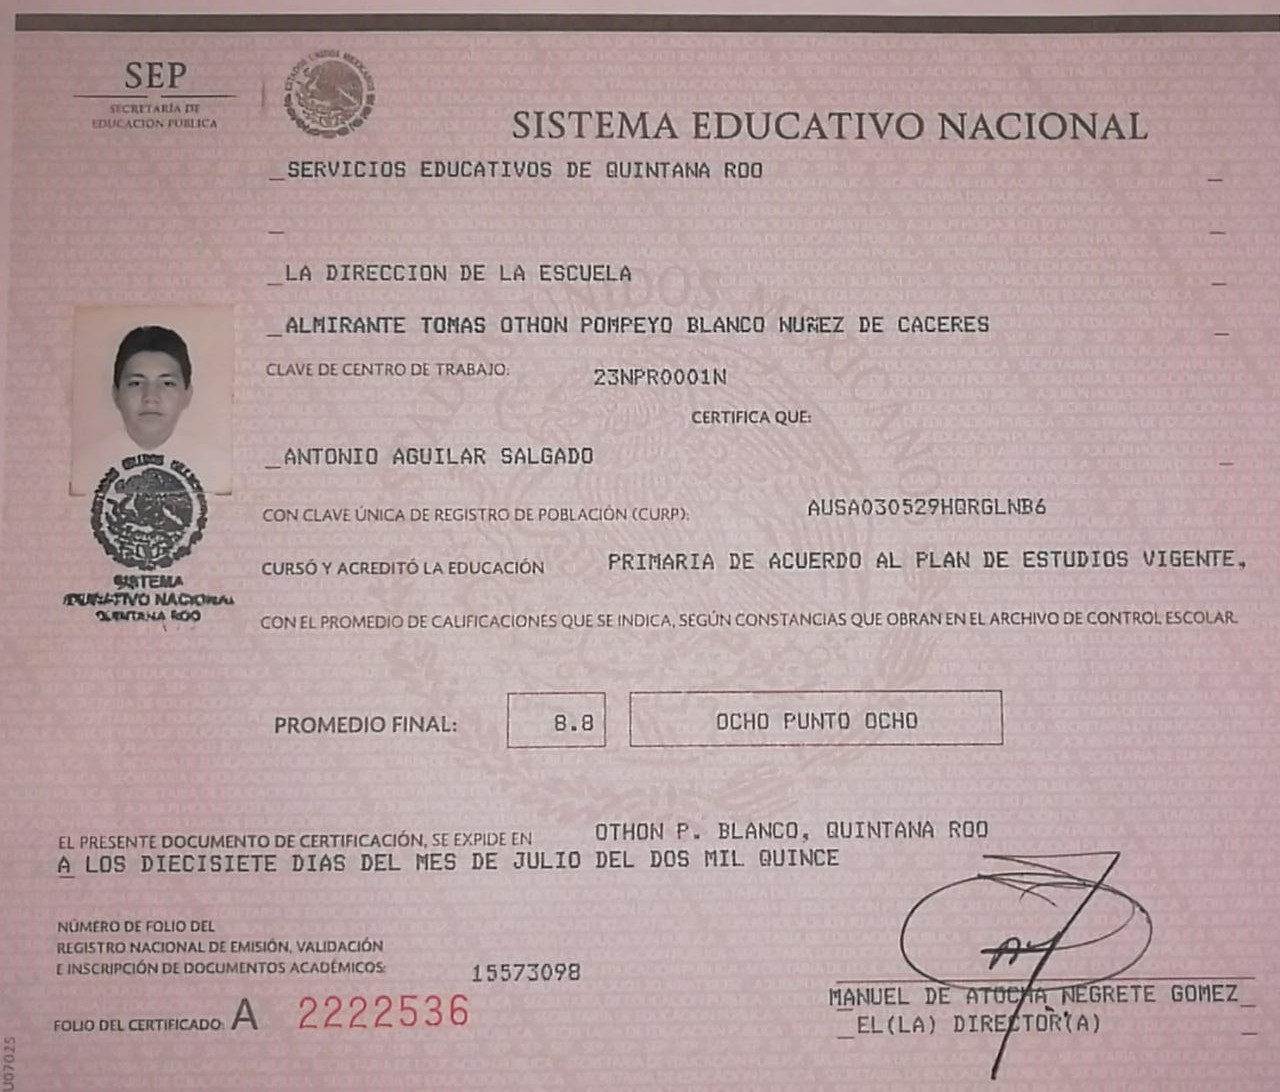 SEP
SECRETARÍA DE
EDUCACIÓN PÚBLICA
ESTADOS UNIDOS MEXICANOS
SISTEMA EDUCATIVO NACIONAL
_SERVICIOS EDUCATIVOS DE QUINTANA ROO _
_ _
_LA DIRECCION DE LA ESCUELA _
_ALMIRANTE TOMAS OTHON POMPEYO BLANCO NUÑEZ DE CACERES _
CLAVE DE CENTRO DE TRABAJO: 23NPR0001N
CERTIFICA QUE:
_ANTONIO AGUILAR SALGADO _
CON CLAVE ÚNICA DE REGISTRO DE POBLACIÓN (CURP): AUSA030529HQRGLNB6
CURSÓ Y ACREDITÓ LA EDUCACIÓN PRIMARIA DE ACUERDO AL PLAN DE ESTUDIOS VIGENTE,
CON EL PROMEDIO DE CALIFICACIONES QUE SE INDICA, SEGÚN CONSTANCIAS QUE OBRAN EN EL ARCHIVO DE CONTROL ESCOLAR.
SISTEMA
EDUCATIVO NACIONAL
QUINTANA ROO
PROMEDIO FINAL: 8.8 OCHO PUNTO OCHO
EL PRESENTE DOCUMENTO DE CERTIFICACIÓN, SE EXPIDE EN OTHON P. BLANCO, QUINTANA ROO
A LOS DIECISIETE DIAS DEL MES DE JULIO DEL DOS MIL QUINCE
NÚMERO DE FOLIO DEL
REGISTRO NACIONAL DE EMISIÓN, VALIDACIÓN
E INSCRIPCIÓN DE DOCUMENTOS ACADÉMICOS: 15573098
FOLIO DEL CERTIFICADO: A 2222536
MANUEL DE ATOCHA NEGRETE GOMEZ_
_EL(LA) DIRECTOR(A) _
U07025